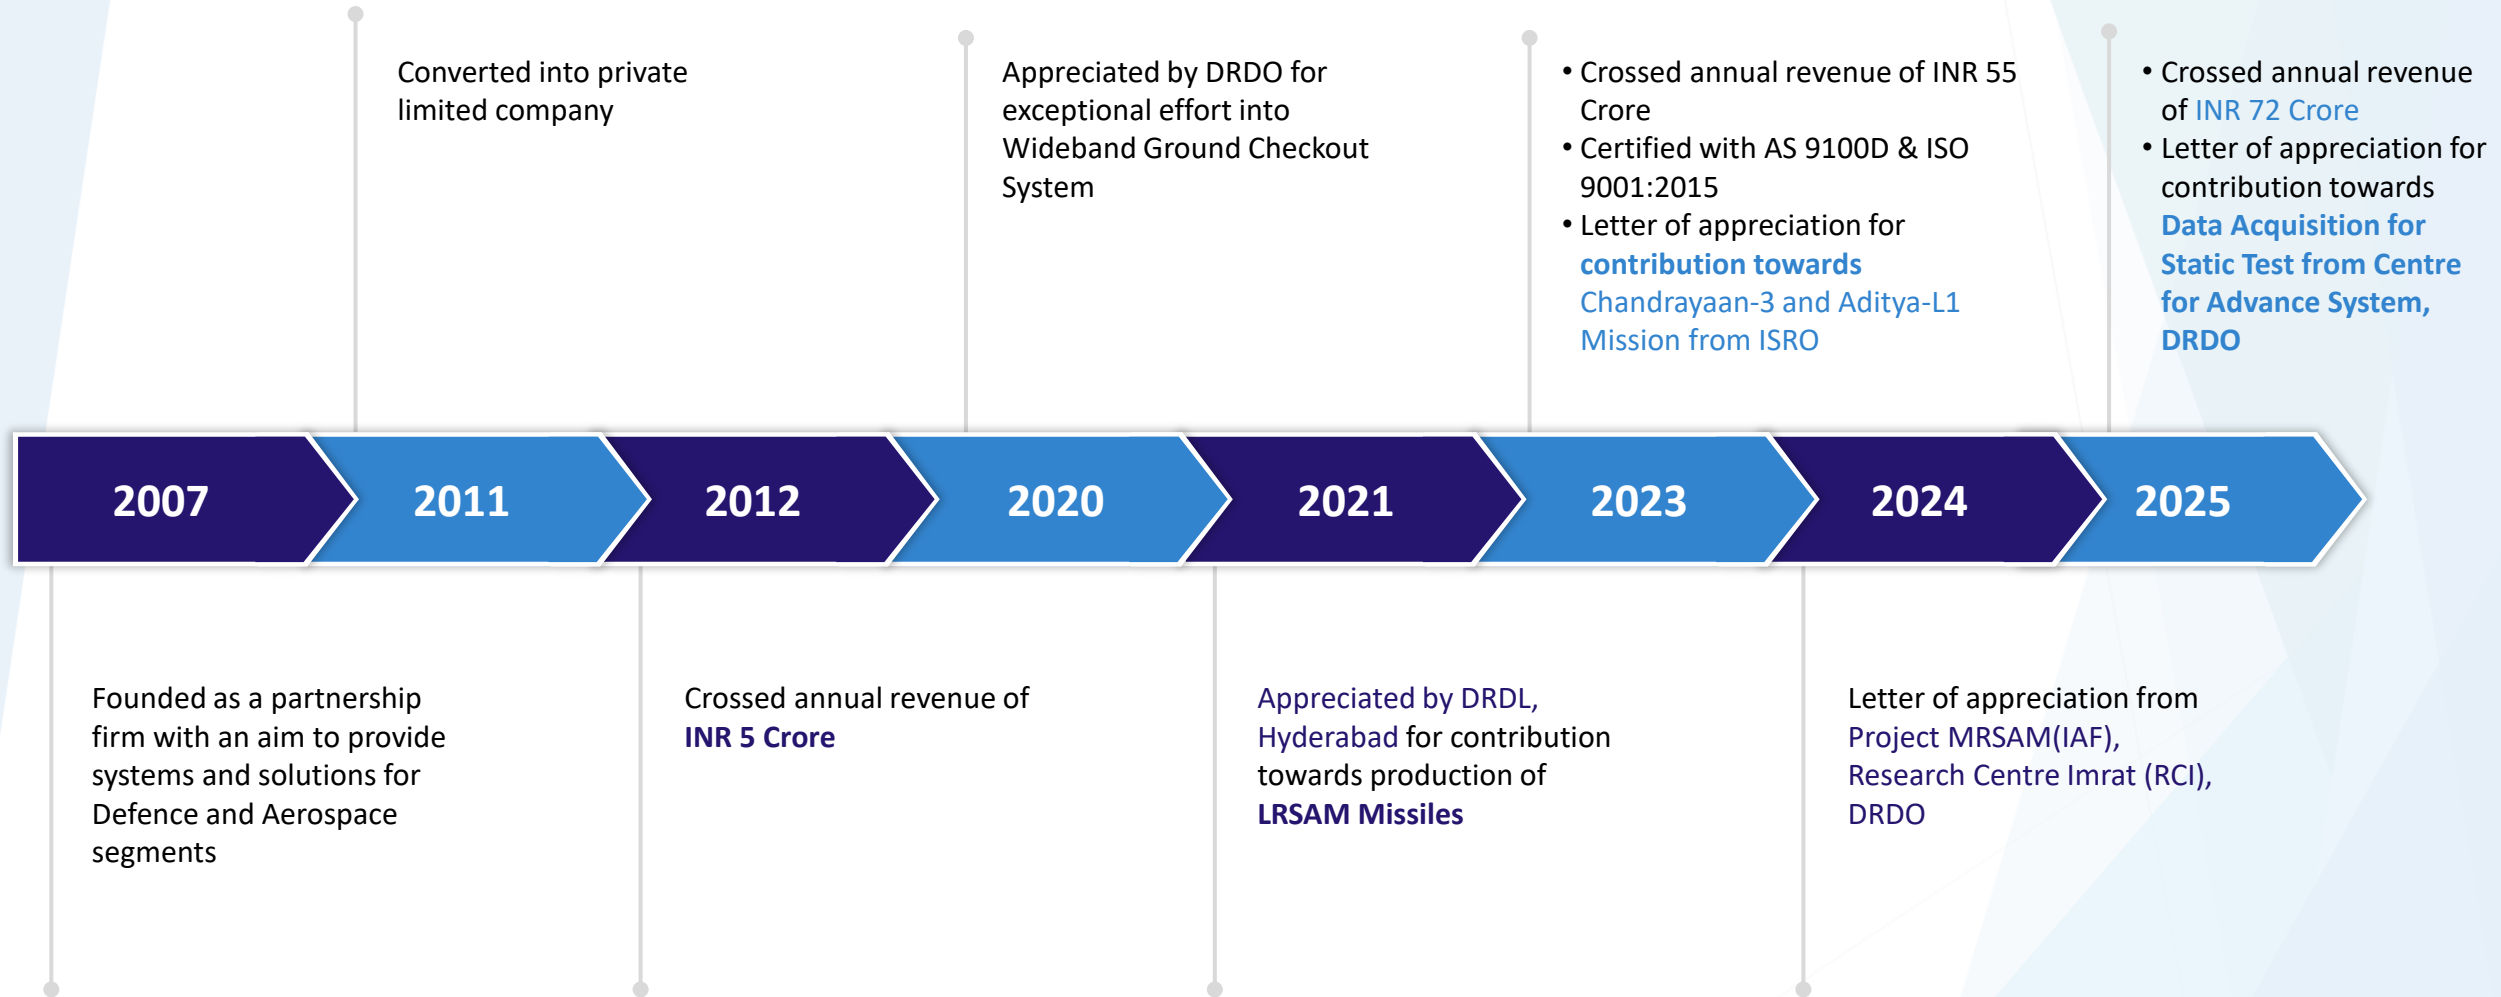 Converted into private
limited company
Appreciated by DRDO for
exceptional effort into
Wideband Ground Checkout
System
• Crossed annual revenue of INR 55
Crore
• Certified with AS 9100D & ISO
9001:2015
• Letter of appreciation for
contribution towards
Chandrayaan-3 and Aditya-L1
Mission from ISRO
• Crossed annual revenue
of INR 72 Crore
• Letter of appreciation for
contribution towards
Data Acquisition for
Static Test from Centre
for Advance System,
DRDO
2007
2011
2012
2020
2021
2023
2024
2025
Founded as a partnership
firm with an aim to provide
systems and solutions for
Defence and Aerospace
segments
Crossed annual revenue of
INR 5 Crore
Appreciated by DRDL,
Hyderabad for contribution
towards production of
LRSAM Missiles
Letter of appreciation from
Project MRSAM(IAF),
Research Centre Imrat (RCI),
DRDO